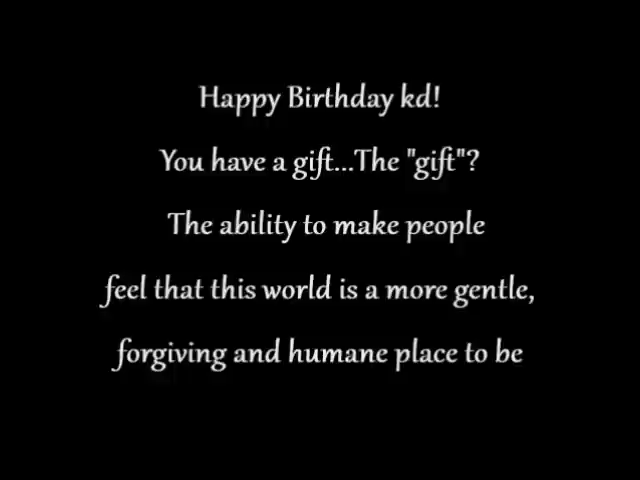 Happy Birthday kd!
You have a gift...The "gift"?
The ability to make people
feel that this world is a more gentle,
forgiving and humane place to be